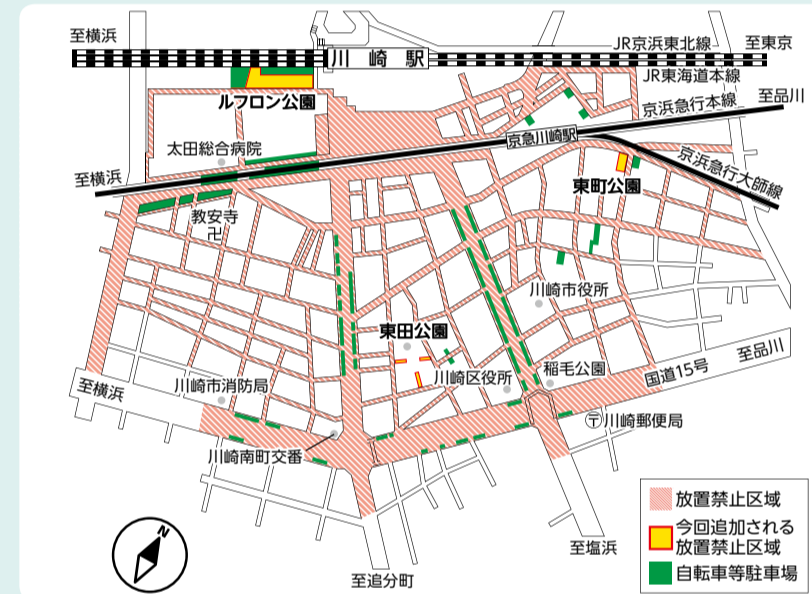 至横浜
川崎駅
JR京浜東北線
至東京
JR東海道本線
ルフロン公園
京浜急行本線
至品川
太田総合病院
京急川崎駅
京浜急行大師線
至横浜
東町公園
教安寺
卍
川崎市役所
東田公園
至品川
国道15号
稲毛公園
川崎区役所
至横浜
川崎市消防局
〒川崎郵便局
川崎南町交番
至塩浜
至追分町
N
放置禁止区域
今回追加される
放置禁止区域
自転車等駐車場